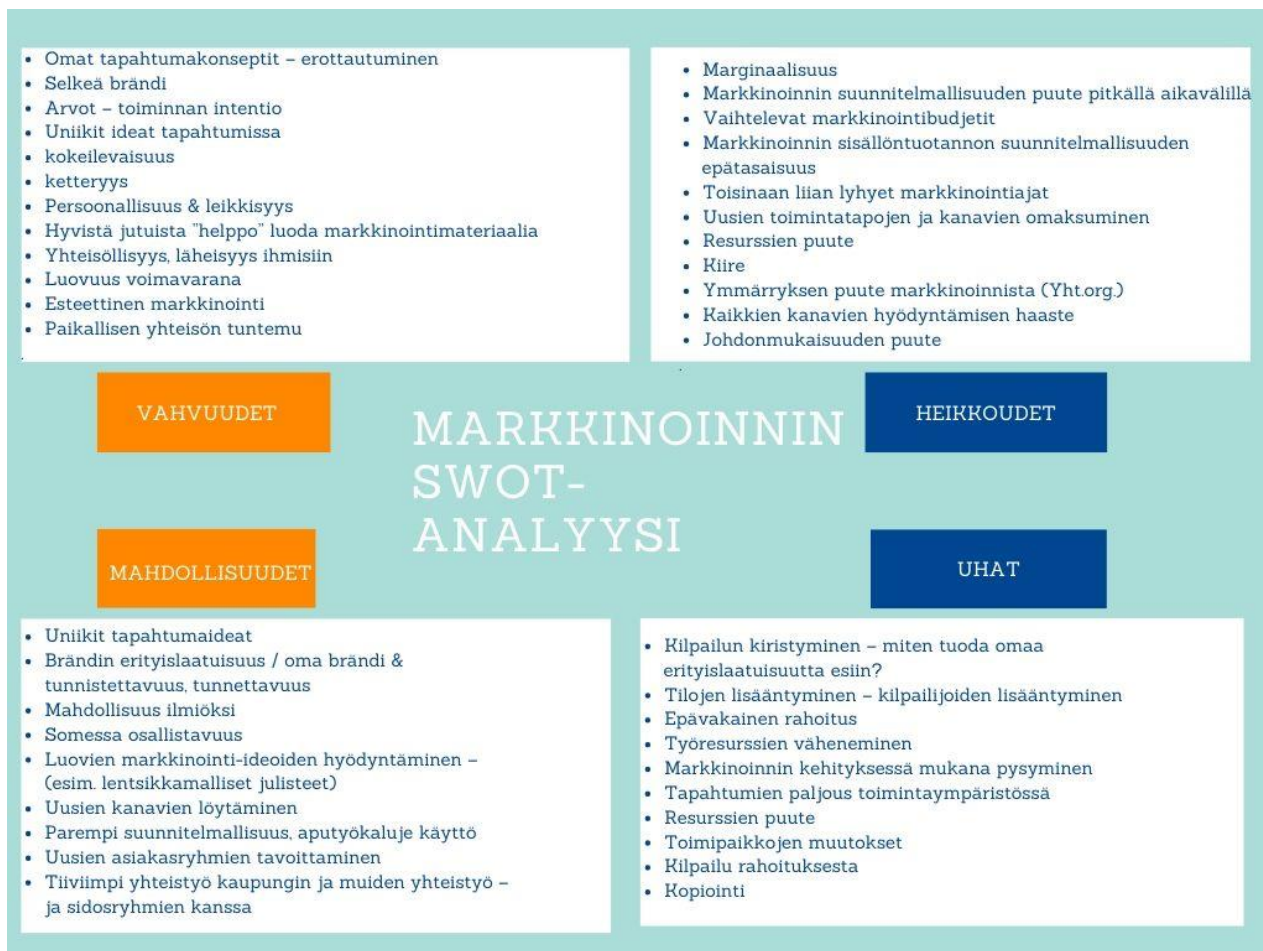 Omat tapahtumakonseptit – erottautuminen
Selkeä brändi
Arvot – toiminnan intentio
Uniikit ideat tapahtumissa
kokeilevaisuus
ketteryys
Persoonallisuus & leikkisyys
Hyvistä jutuista "helppo" luoda markkinointimateriaalia
Yhteisöllisyys, läheisyys ihmisiin
Luovuus voimavarana
Esteettinen markkinointi
Paikallisen yhteisön tuntemu
Marginaalisuus
Markkinoinnin suunnitelmallisuuden puute pitkällä aikavälillä
Vaihtelevat markkinointibudjetit
Markkinoinnin sisällöntuotannon suunnitelmallisuuden
epätasaisuus
Toisinaan liian lyhyet markkinointiajat
Uusien toimintatapojen ja kanavien omaksuminen
Resurssien puute
Kiire
Ymmärryksen puute markkinoinnista (Yht.org.)
Kaikkien kanavien hyödyntämisen haaste
Johdonmukaisuuden puute
VAHVUUDET
HEIKKOUDET
MARKKINOINNIN
SWOT-
ANALYYSI
MAHDOLLISUUDET
UHAT
Uniikit tapahtumaideat
Brändin erityislaatuisuus / oma brändi &
tunnistettavuus, tunnettavuus
Mahdollisuus ilmiöksi
Somessa osallistavuus
Luovien markkinointi-ideoiden hyödyntäminen –
(esim. lentsikkamalliset julisteet)
Uusien kanavien löytäminen
Parempi suunnitelmallisuus, aputyökaluje käyttö
Uusien asiakasryhmien tavoittaminen
Tiiviimpi yhteistyö kaupungin ja muiden yhteistyö –
ja sidosryhmien kanssa
Kilpailun kiristyminen – miten tuoda omaa
erityislaatuisuutta esiin?
Tilojen lisääntyminen – kilpailijoiden lisääntyminen
Epävakainen rahoitus
Työresurssien väheneminen
Markkinoinnin kehityksessä mukana pysyminen
Tapahtumien paljous toimintaympäristössä
Resurssien puute
Toimipaikkojen muutokset
Kilpailu rahoituksesta
Kopiointi